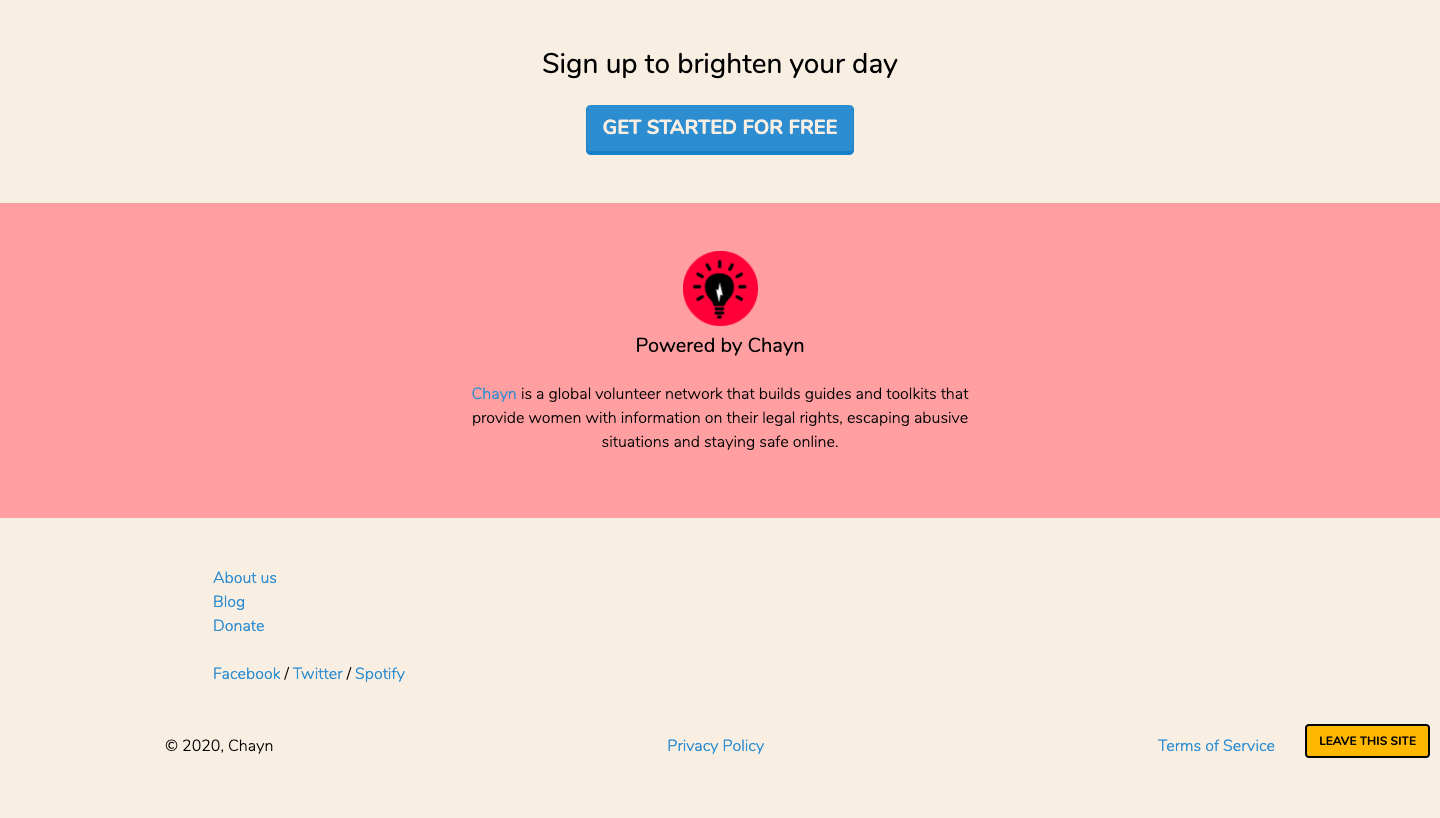 Sign up to brighten your day
GET STARTED FOR FREE
Powered by Chayn
Chayn is a global volunteer network that builds guides and toolkits that
provide women with information on their legal rights, escaping abusive
situations and staying safe online.
About us
Blog
Donate
Facebook / Twitter / Spotify
© 2020, Chayn
Privacy Policy
Terms of Service
LEAVE THIS SITE